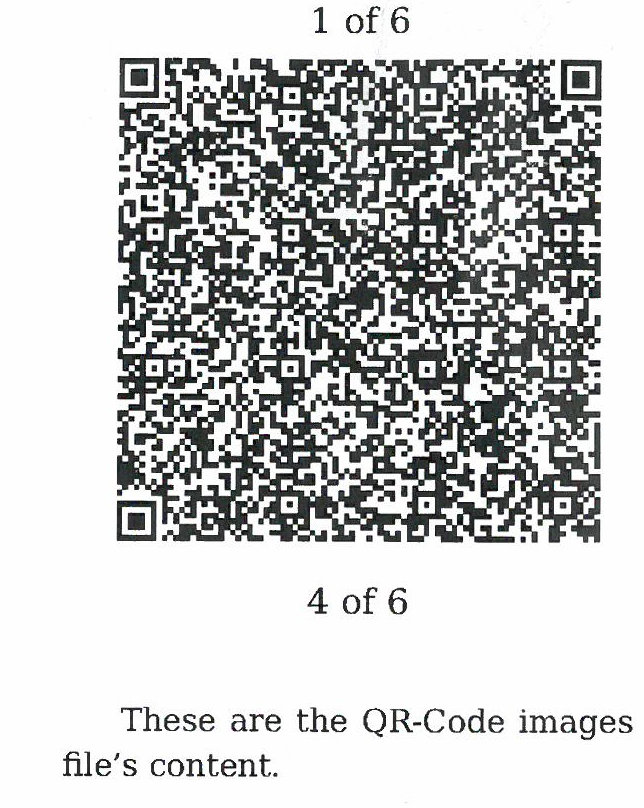 1 of 6
4 of 6
These are the QR-Code images
file's content.